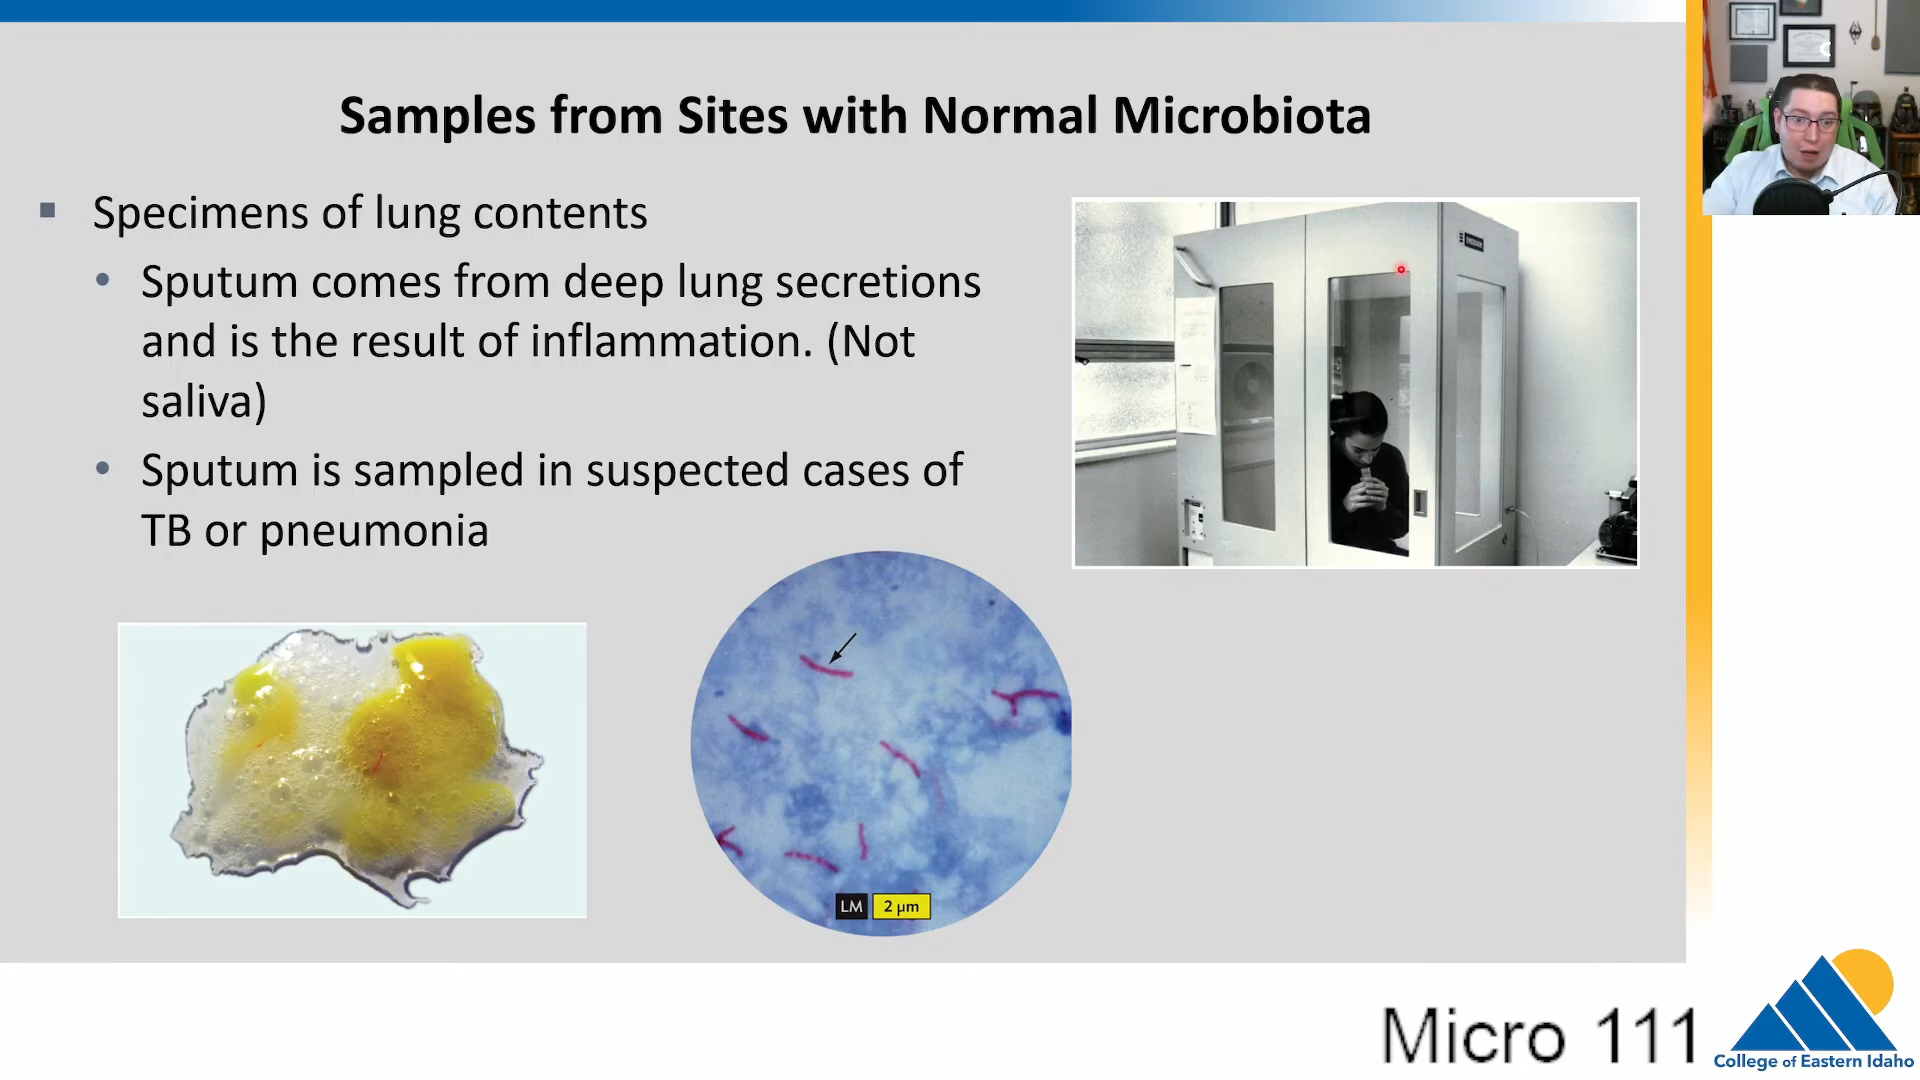 Samples from Sites with Normal Microbiota
Specimens of lung contents
Sputum comes from deep lung secretions
and is the result of inflammation. (Not
saliva)
Sputum is sampled in suspected cases of
TB or pneumonia
LM 2 µm
Micro 111
College of Eastern Idaho